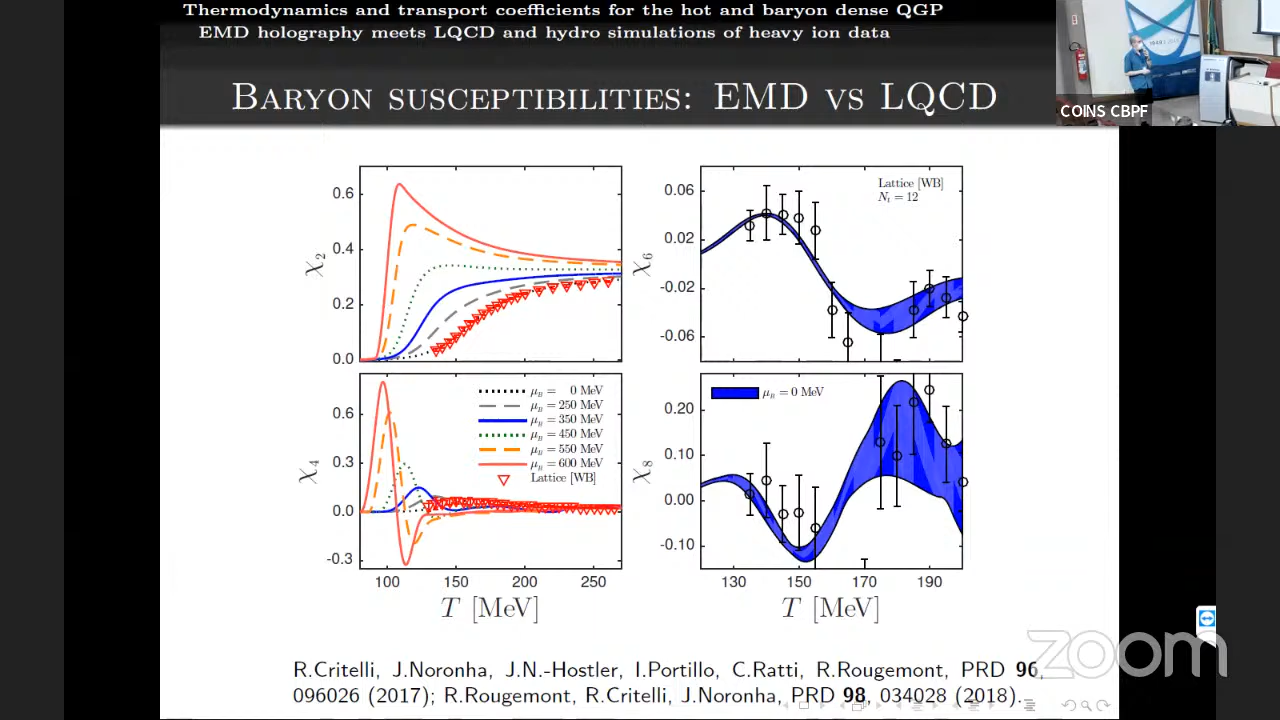 Thermodynamics and transport coefficients for the hot and baryon dense QGP
EMD holography meets LQCD and hydro simulations of heavy ion data
BARYON SUSCEPTIBILITIES: EMD VS LQCD
COINS CBPF
0.6
0.4
0.2
0.0
χ2
0.06
0.02
-0.02
-0.06
χ6
Lattice [WB]
Nt = 12
0.6
0.3
0.0
-0.3
χ4
μB = 0 MeV
μB = 250 MeV
μB = 350 MeV
μB = 450 MeV
μB = 550 MeV
μB = 600 MeV
Lattice [WB]
100 150 200 250
T [MeV]
0.20
0.10
0.00
-0.10
χ8
μB = 0 MeV
130 150 170 190
T [MeV]
zoom
R.Critelli, J.Noronha, J.N.-Hostler, I.Portillo, C.Ratti, R.Rougemont, PRD 96,
096026 (2017); R.Rougemont, R.Critelli, J.Noronha, PRD 98, 034028 (2018).